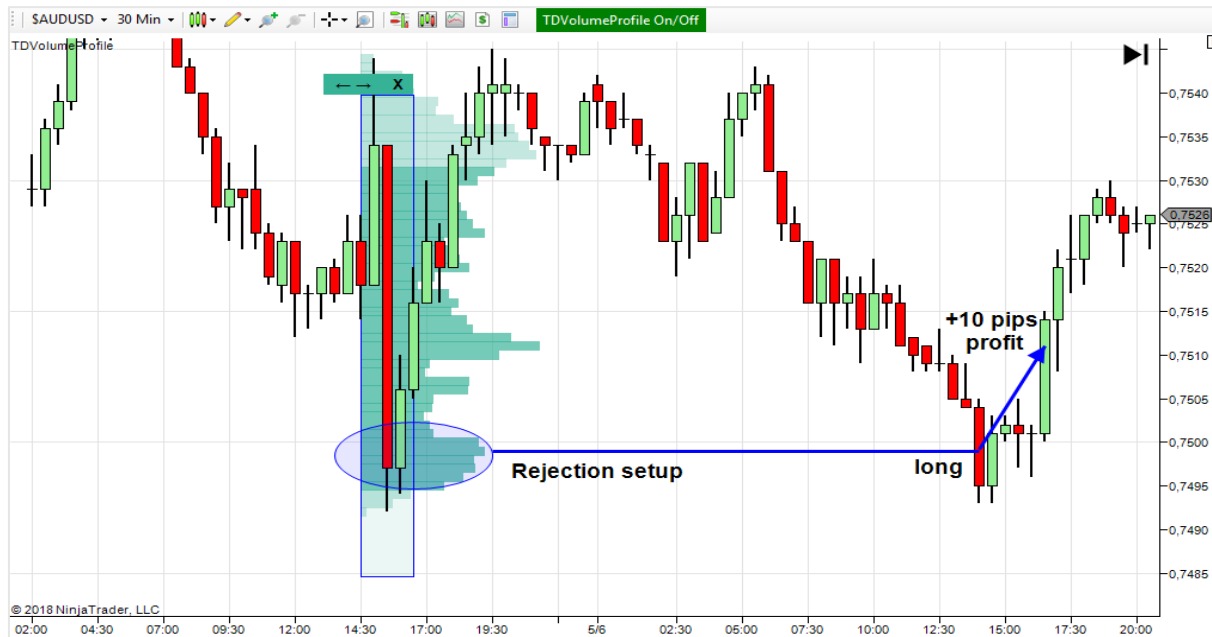 $AUDUSD 30 Min TDVolumeProfile On/Off
TDVolumeProfile
← → X
0,7540
0,7535
0,7530
0,7526
0,7525
0,7520
+10 pips
profit
0,7515
0,7510
0,7505
0,7500
Rejection setup
long
0,7495
0,7490
0,7485
© 2018 NinjaTrader, LLC
02:00 04:30 07:00 09:30 12:00 14:30 17:00 19:30 5/6 02:30 05:00 07:30 10:00 12:30 15:00 17:30 20:00